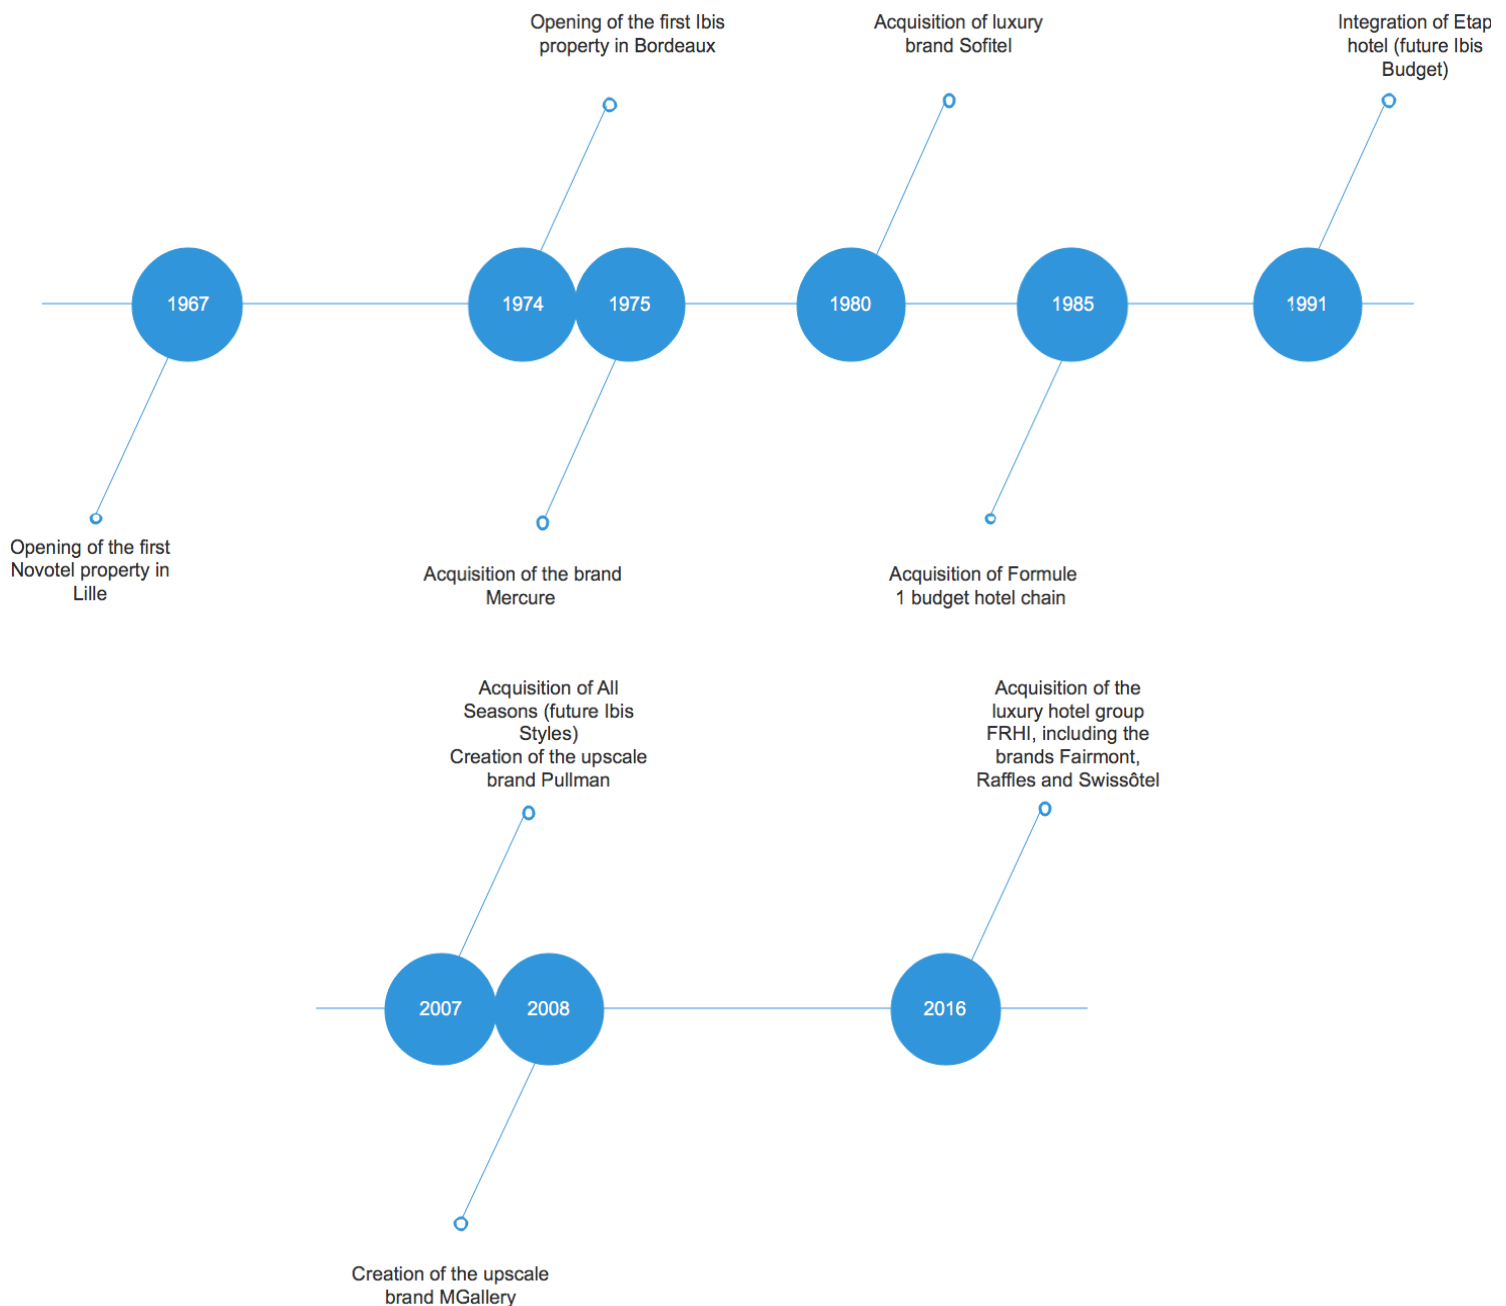 Opening of the first Ibis
property in Bordeaux
Acquisition of luxury
brand Sofitel
Integration of Etap
hotel (future Ibis
Budget)
1967
1974
1975
1980
1985
1991
Opening of the first
Novotel property in
Lille
Acquisition of the brand
Mercure
Acquisition of Formule
1 budget hotel chain
Acquisition of All
Seasons (future Ibis
Styles)
Creation of the upscale
brand Pullman
Acquisition of the
luxury hotel group
FRHI, including the
brands Fairmont,
Raffles and Swissôtel
2007
2008
2016
Creation of the upscale
brand MGallery